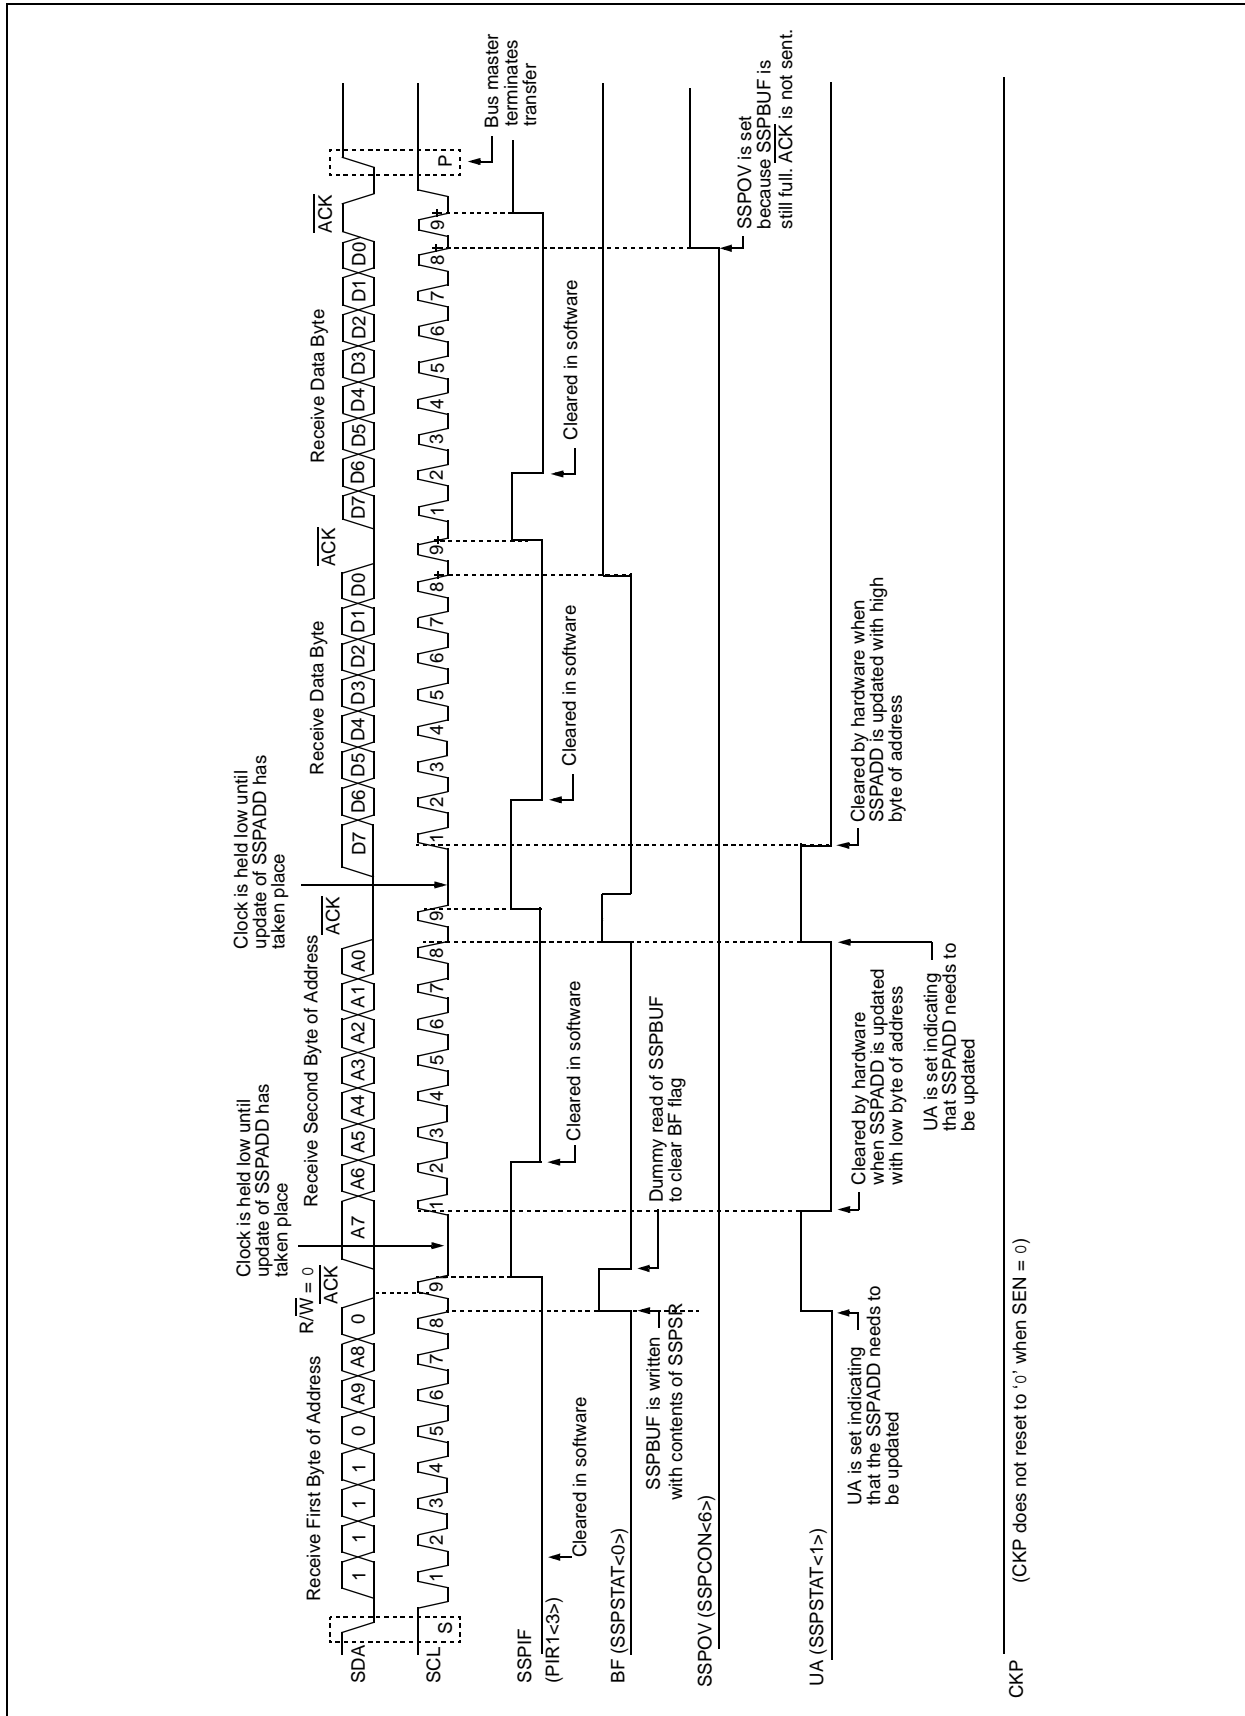 Clock is held low until
update of SSPADD has
taken place
Clock is held low until
update of SSPADD has
taken place
Receive First Byte of Address
R/W = 0
ACK
Receive Second Byte of Address
ACK
Receive Data Byte
ACK
Receive Data Byte
ACK
SDA
1 1 1 1 0 A9 A8 0
A7 A6 A5 A4 A3 A2 A1 A0
D7 D6 D5 D4 D3 D2 D1 D0
D7 D6 D5 D4 D3 D2 D1 D0
SCL
S 1 2 3 4 5 6 7 8 9
1 2 3 4 5 6 7 8 9
1 2 3 4 5 6 7 8 9
1 2 3 4 5 6 7 8 9 P
Bus master
terminates
transfer
SSPIF
(PIR1<3>)
Cleared in software
Cleared in software
Cleared in software
Cleared in software
BF (SSPSTAT<0>)
SSPBUF is written
with contents of SSPSR
Dummy read of SSPBUF
to clear BF flag
SSPOV (SSPCON<6>)
SSPOV is set
because SSPBUF is
still full. ACK is not sent.
UA (SSPSTAT<1>)
UA is set indicating
that the SSPADD needs to
be updated
Cleared by hardware
when SSPADD is updated
with low byte of address
UA is set indicating
that SSPADD needs to
be updated
Cleared by hardware when
SSPADD is updated with high
byte of address
CKP
(CKP does not reset to ‘0’ when SEN = 0)